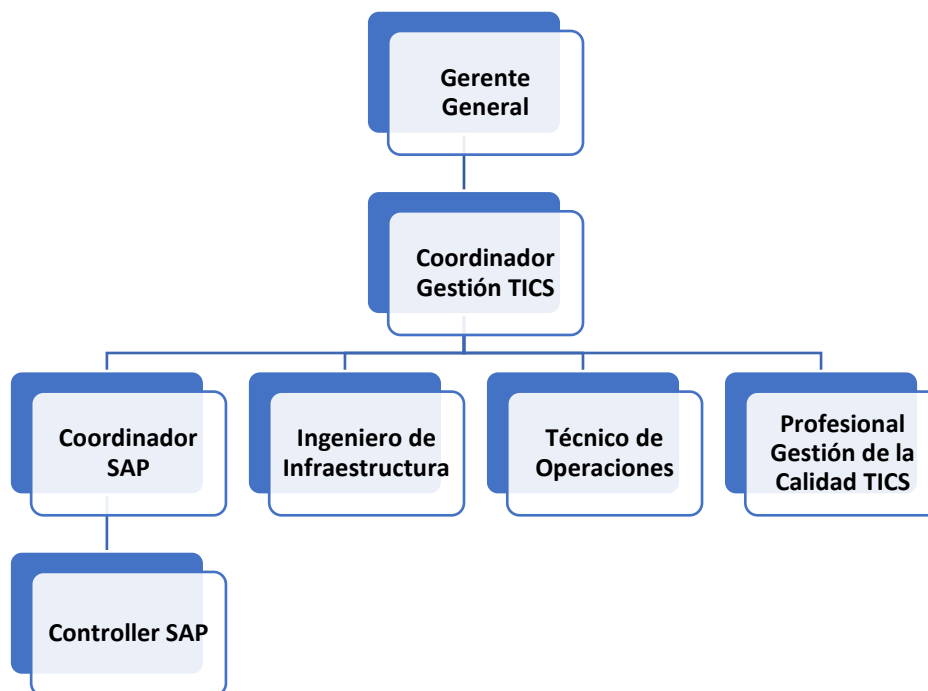 Gerente
General
Coordinador
Gestión TICS
Coordinador
SAP
Ingeniero de
Infraestructura
Técnico de
Operaciones
Profesional
Gestión de la
Calidad TICS
Controller SAP